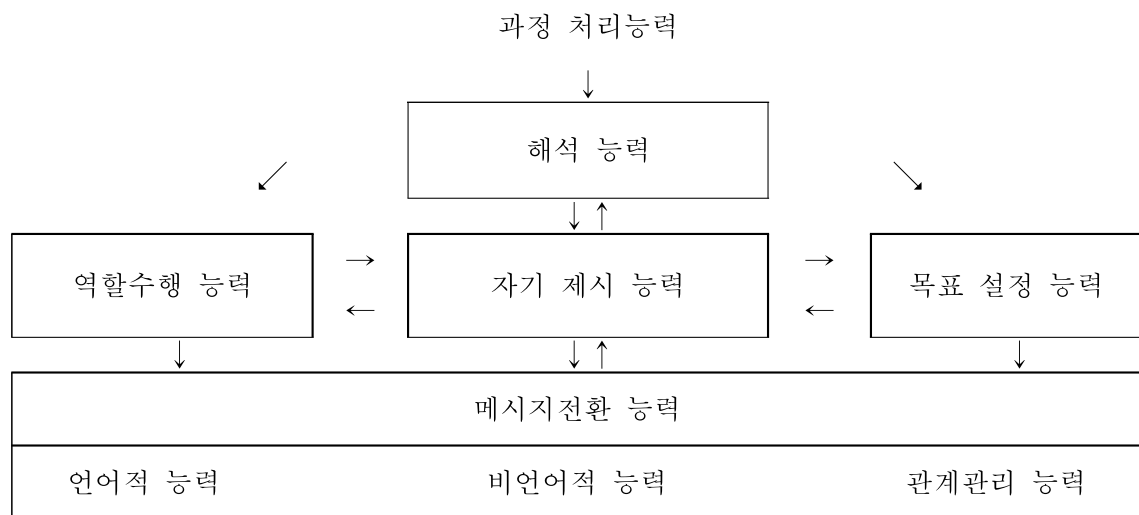 과정 처리능력
해석 능력
역할수행 능력
자기 제시 능력
목표 설정 능력
메시지전환 능력
언어적 능력
비언어적 능력
관계관리 능력